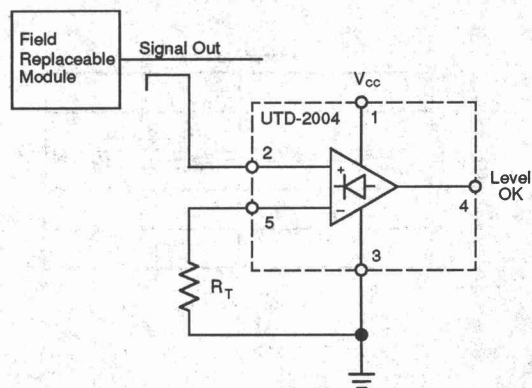 Field
Replaceable
Module
Signal Out
VCC
UTD-2004
1
2
+
Level
OK
4
−
5
3
RT